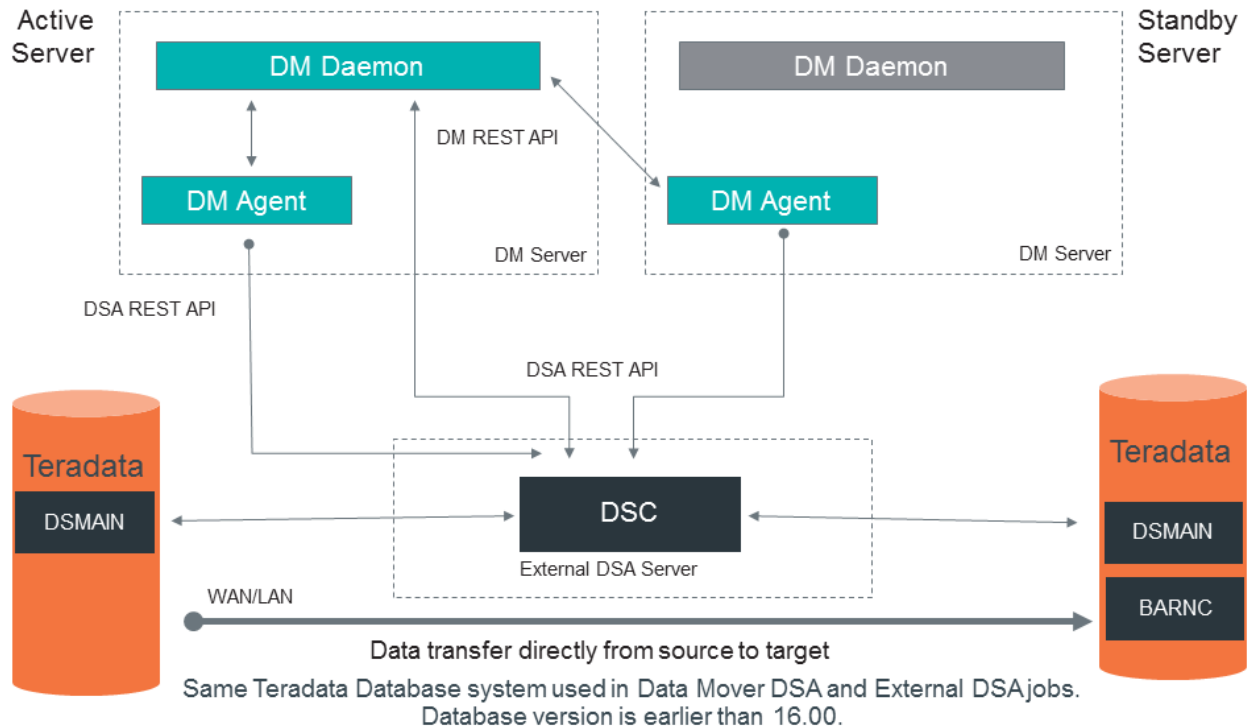 Active
Server
Standby
Server
DM Daemon
DM Daemon
DM REST API
DM Agent
DM Agent
DM Server
DM Server
DSA REST API
DSA REST API
Teradata
DSMAIN
DSC
External DSA Server
Teradata
DSMAIN
BARNC
WAN/LAN
Data transfer directly from source to target
Same Teradata Database system used in Data Mover DSA and External DSA jobs.
Database version is earlier than 16.00.